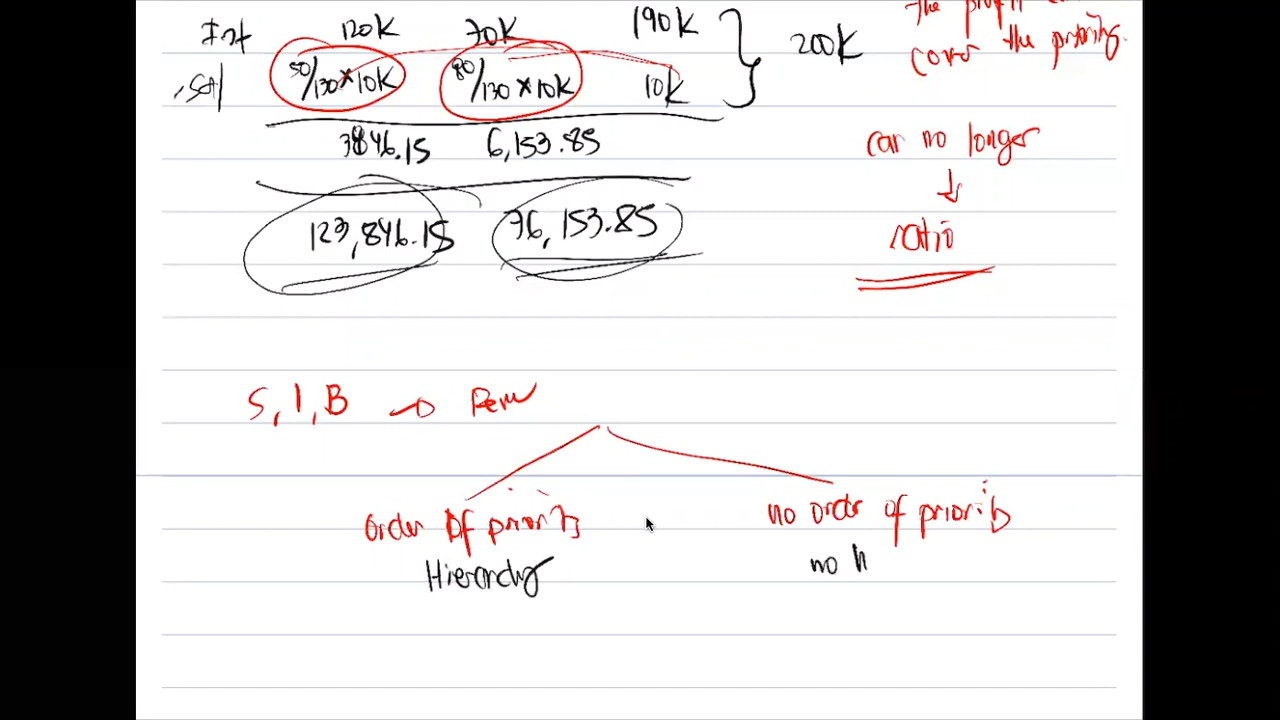 Int 120K 70K 190K } 200K
the profit
cover the priority.
Sal, 50/130 x 10K 80/130 x 10K 10K
3846.15 6,153.85
car no longer
↓
123,846.15 76,153.85
ratio
S, I, B → Rem
order of priority no order of priority
Hierarchy no h